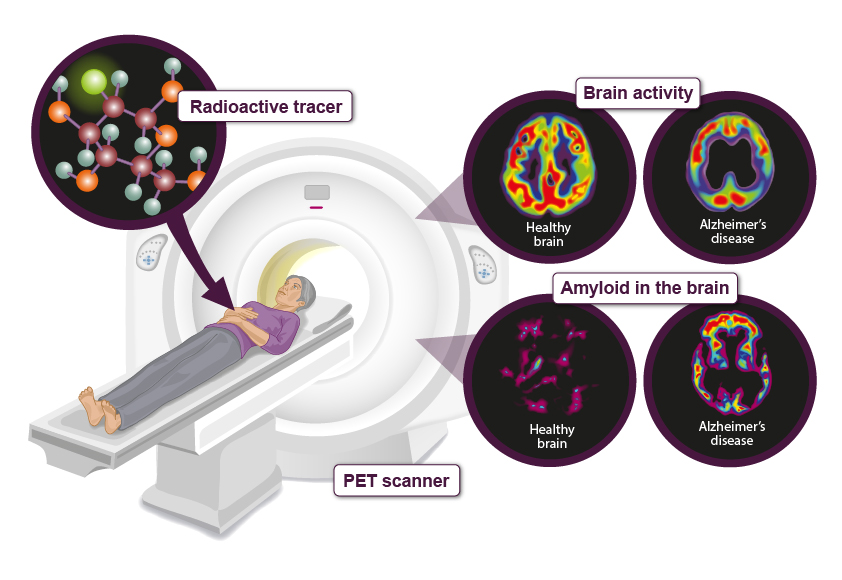 Radioactive tracer
Brain activity
Healthy
brain
Alzheimer's
disease
Amyloid in the brain
Healthy
brain
Alzheimer's
disease
PET scanner